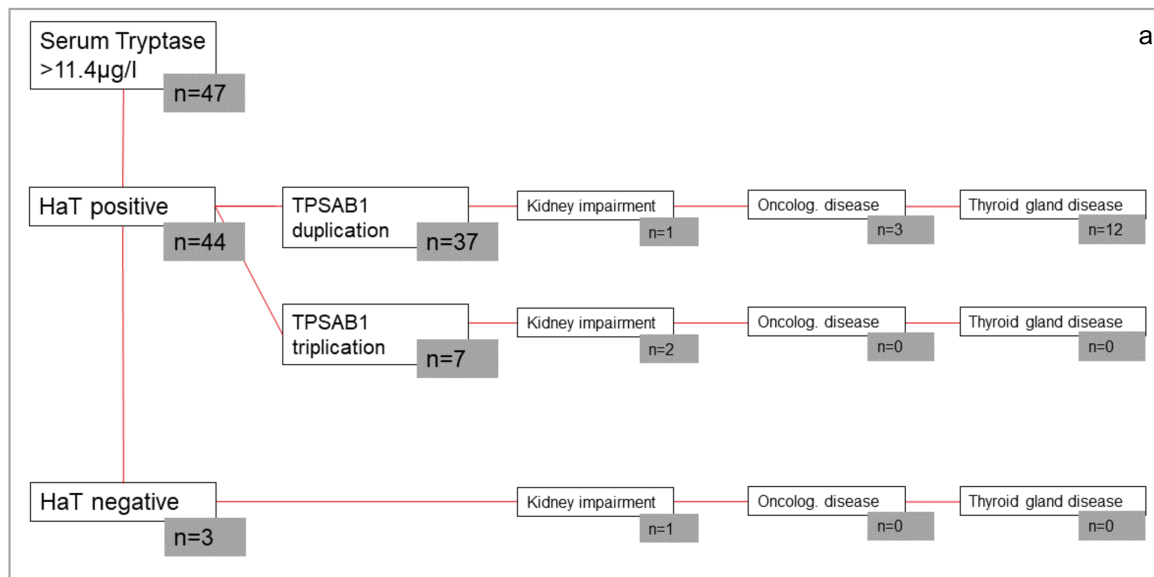 a
Serum Tryptase
>11.4µg/l
n=47
HaT positive
n=44
TPSAB1
duplication
n=37
Kidney impairment
n=1
Oncolog. disease
n=3
Thyroid gland disease
n=12
TPSAB1
triplication
n=7
Kidney impairment
n=2
Oncolog. disease
n=0
Thyroid gland disease
n=0
HaT negative
n=3
Kidney impairment
n=1
Oncolog. disease
n=0
Thyroid gland disease
n=0